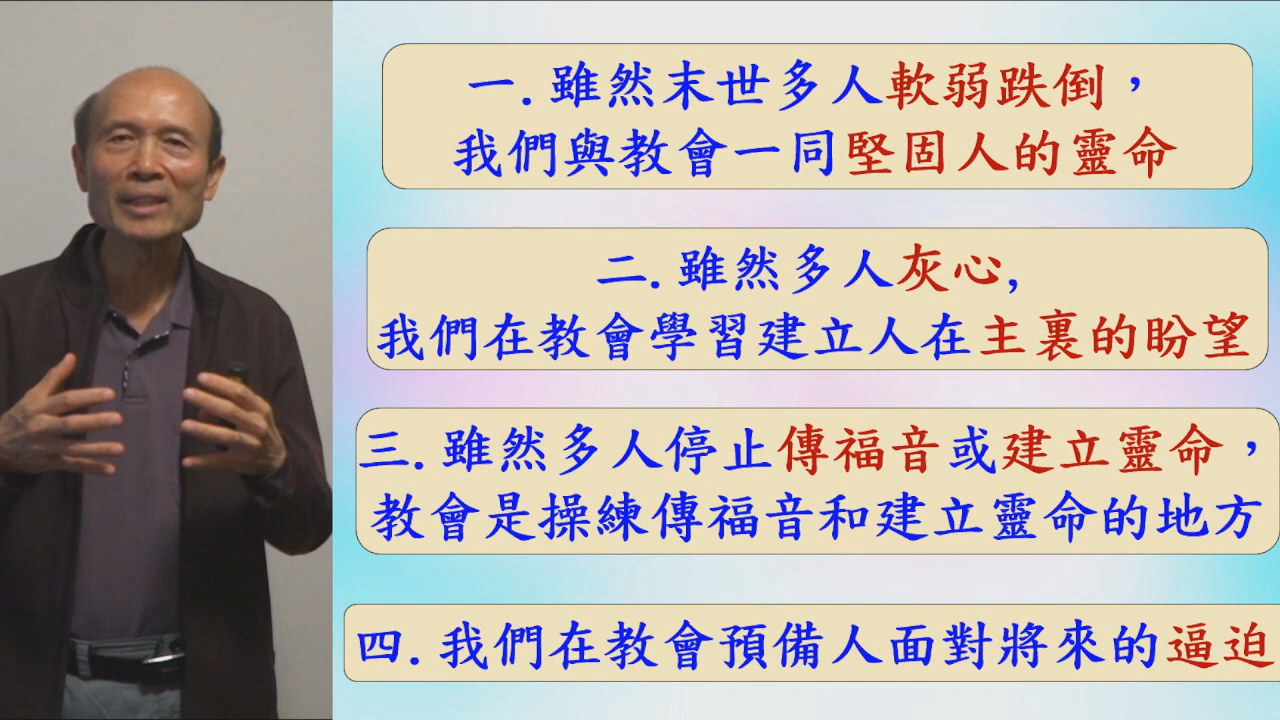 一.雖然末世多人軟弱跌倒，
我們與教會一同堅固人的靈命
二.雖然多人灰心,
我們在教會學習建立人在主裏的盼望
三.雖然多人停止傳福音或建立靈命，
教會是操練傳福音和建立靈命的地方
四.我們在教會預備人面對將來的逼迫